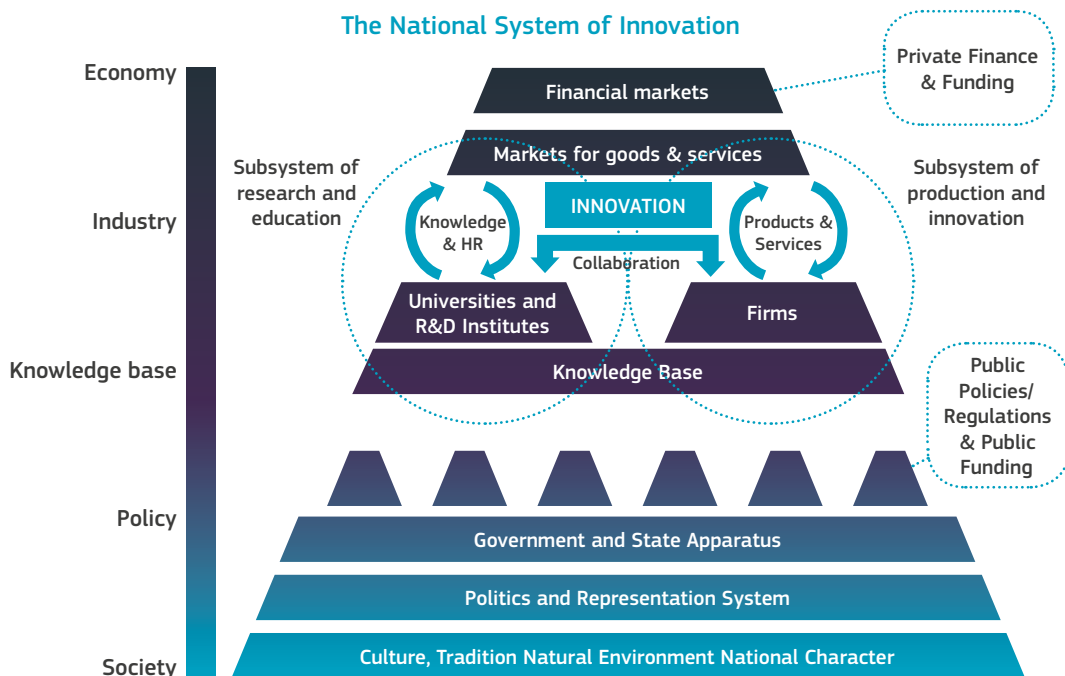 The National System of Innovation
Economy
Private Finance
& Funding
Financial markets
Markets for goods & services
Subsystem of
research and
education
Subsystem of
production and
innovation
Industry
INNOVATION
Knowledge
& HR
Products &
Services
Collaboration
Universities and
R&D Institutes
Firms
Knowledge base
Knowledge Base
Public
Policies/
Regulations
& Public
Funding
Policy
Government and State Apparatus
Politics and Representation System
Society
Culture, Tradition Natural Environment National Character